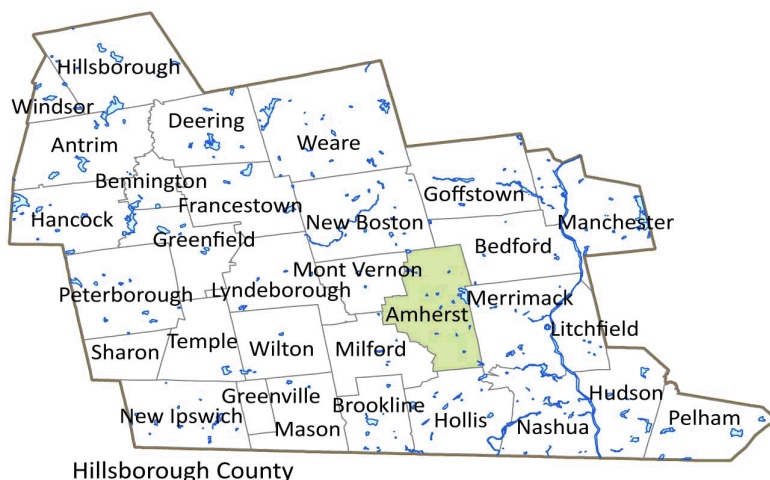 Hillsborough
Windsor
Deering
Antrim
Weare
Bennington
Goffstown
Francestown
Hancock
New Boston
Manchester
Greenfield
Bedford
Mont Vernon
Peterborough
Lyndeborough
Merrimack
Amherst
Litchfield
Temple
Sharon
Wilton
Milford
Hudson
Greenville
Brookline
New Ipswich
Hollis
Pelham
Mason
Nashua
Hillsborough County